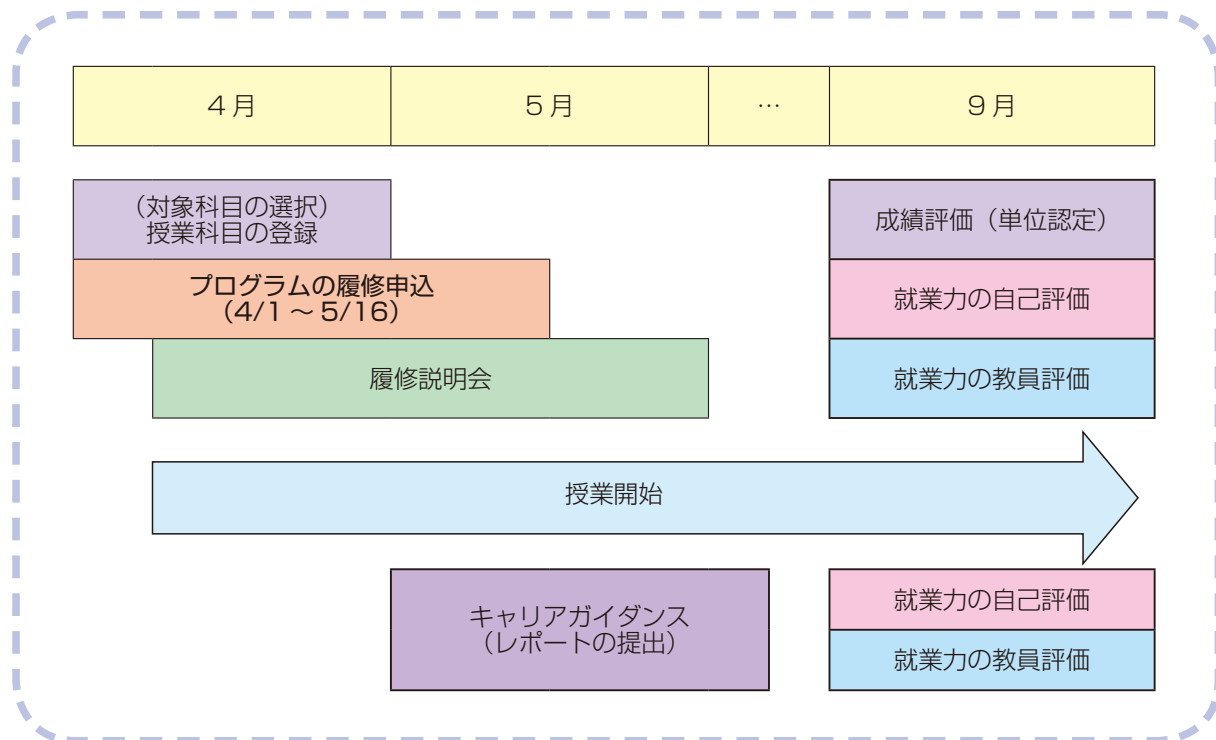 4月
5月
…
9月
（対象科目の選択）
授業科目の登録
成績評価（単位認定）
プログラムの履修申込
（4/1 ～ 5/16）
就業力の自己評価
履修説明会
就業力の教員評価
授業開始
キャリアガイダンス
（レポートの提出）
就業力の自己評価
就業力の教員評価